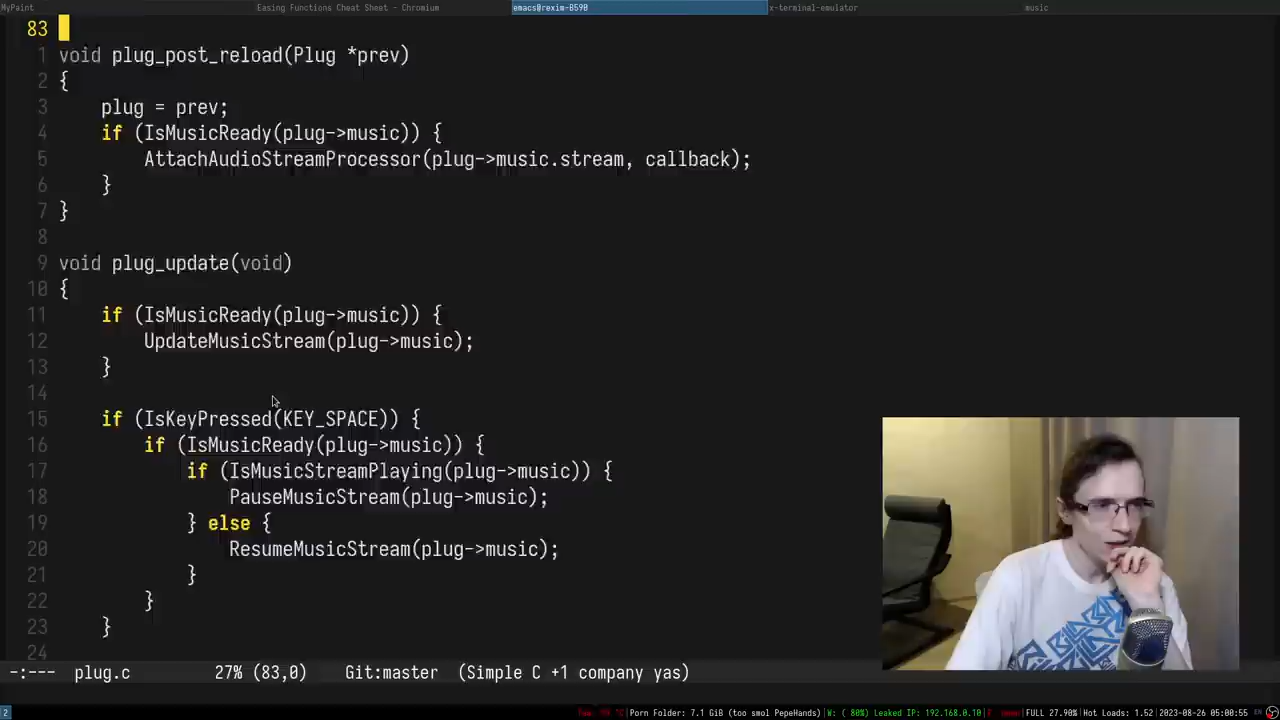 MyPaint Easing Functions Cheat Sheet - Chromium emacs@rexim-B590 x-terminal-emulator music
83
1 void plug_post_reload(Plug *prev)
2 {
3 plug = prev;
4 if (IsMusicReady(plug->music)) {
5 AttachAudioStreamProcessor(plug->music.stream, callback);
6 }
7 }
8
9 void plug_update(void)
10 {
11 if (IsMusicReady(plug->music)) {
12 UpdateMusicStream(plug->music);
13 }
14
15 if (IsKeyPressed(KEY_SPACE)) {
16 if (IsMusicReady(plug->music)) {
17 if (IsMusicStreamPlaying(plug->music)) {
18 PauseMusicStream(plug->music);
19 } else {
20 ResumeMusicStream(plug->music);
21 }
22 }
23 }
24
-:--- plug.c 27% (83,0) Git:master (Simple C +1 company yas)
2 Porn Folder: 7.1 GiB (too smol PepeHands)|W: ( 80%) Leaked IP: 192.168.0.10|FULL 27.90%|Hot Loads: 1.52|2023-08-26 05:00:55